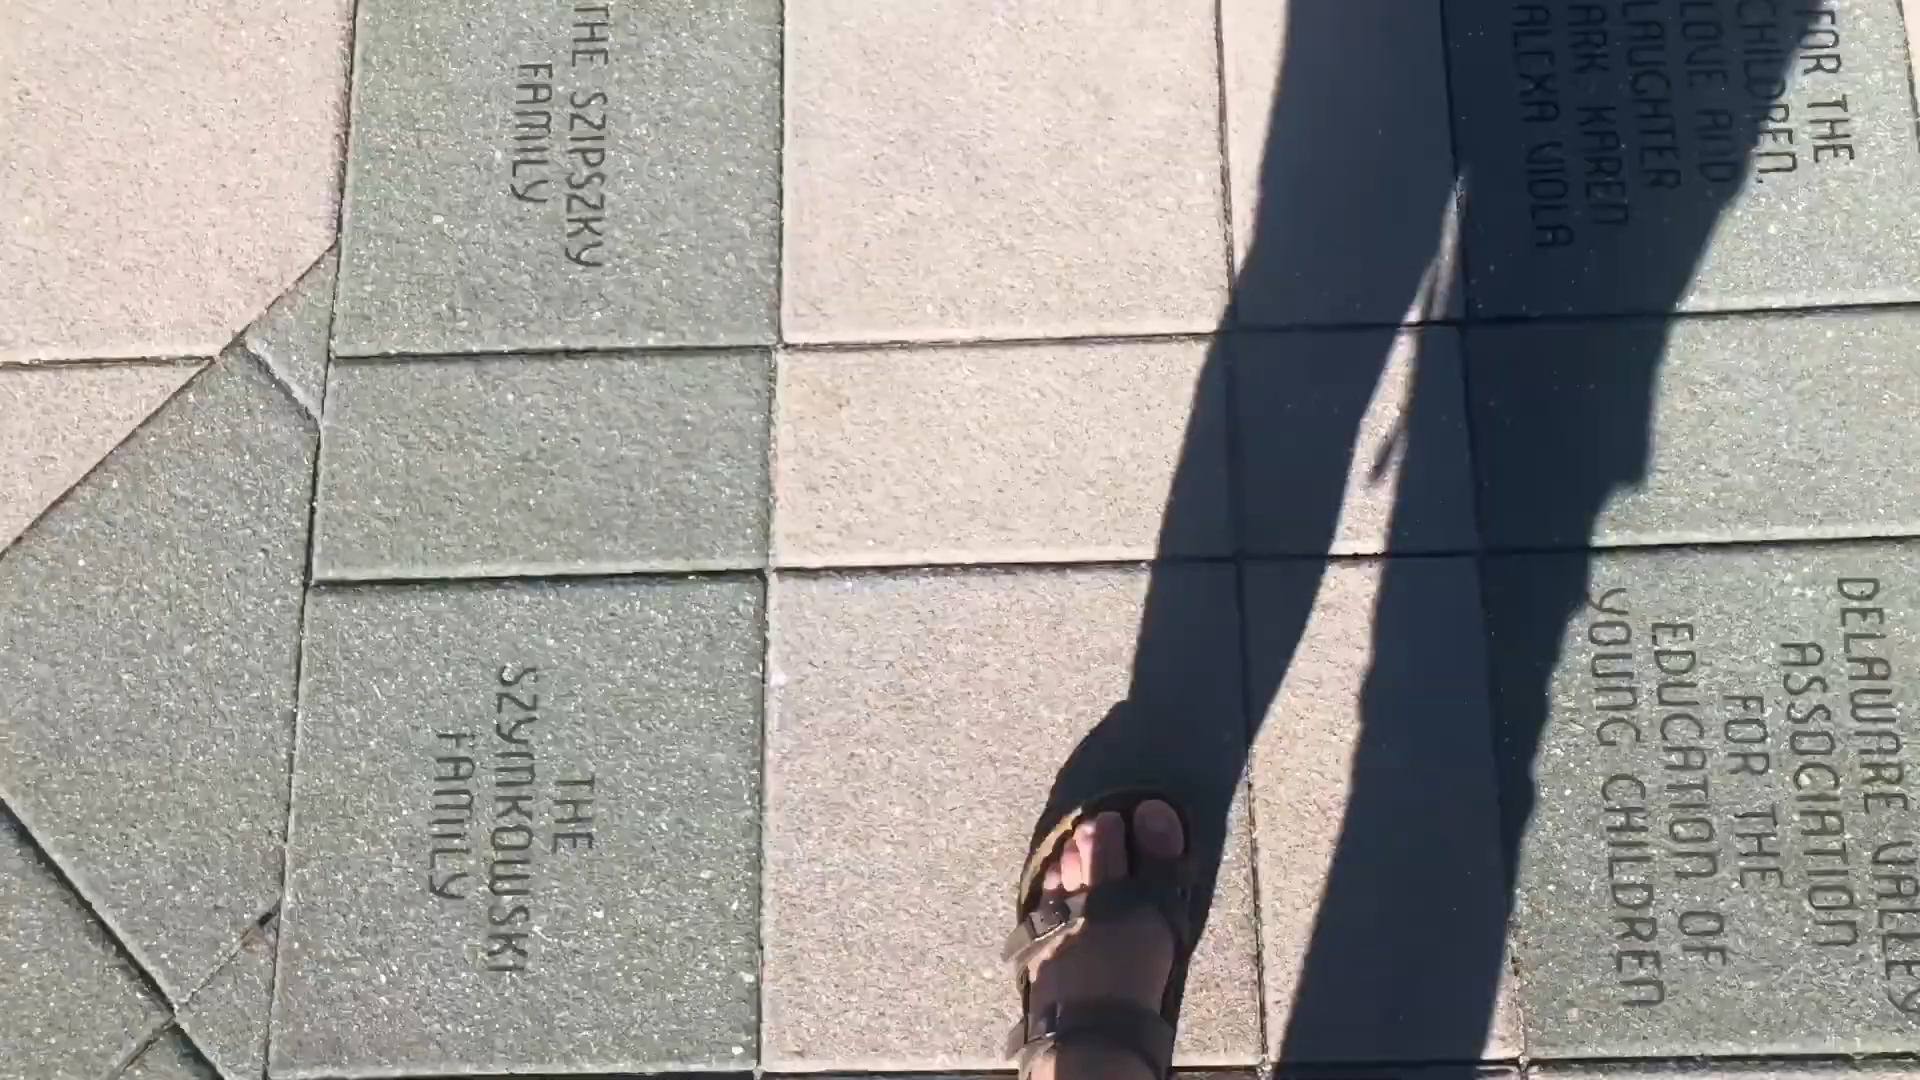 THE SZIPSZKY
FAMILY
FOR THE
CHILDREN,
LOVE AND
LAUGHTER
MARK KAREN
ALEXA VIOLA
THE
SZYMKOWSKI
FAMILY
DELAWARE VALLEY
ASSOCIATION
FOR THE
EDUCATION OF
YOUNG CHILDREN